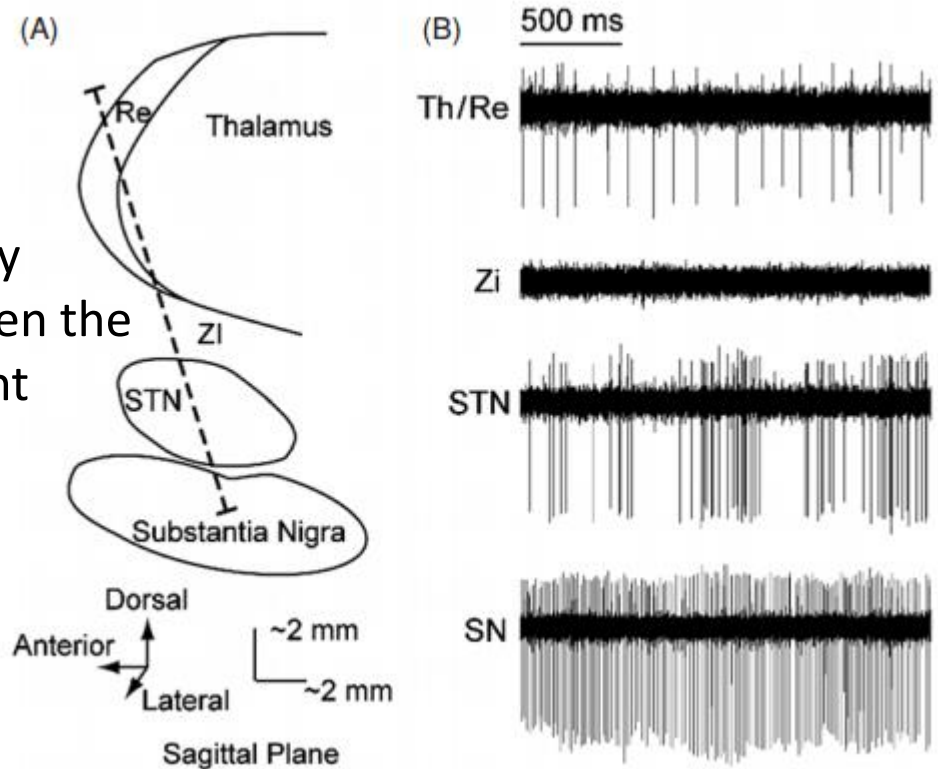 (A)
Re
Thalamus
y
en the
nt
ZI
STN
Substantia Nigra
Dorsal
Anterior
Lateral
~2 mm
~2 mm
Sagittal Plane
(B)
500 ms
Th/Re
Zi
STN
SN